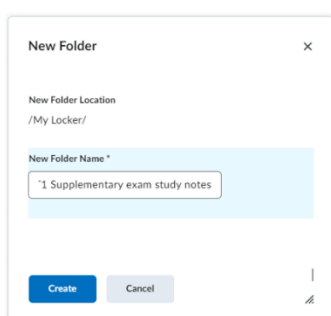 New Folder
New Folder Location
/My Locker/
New Folder Name *
1 Supplementary exam study notes
Create Cancel